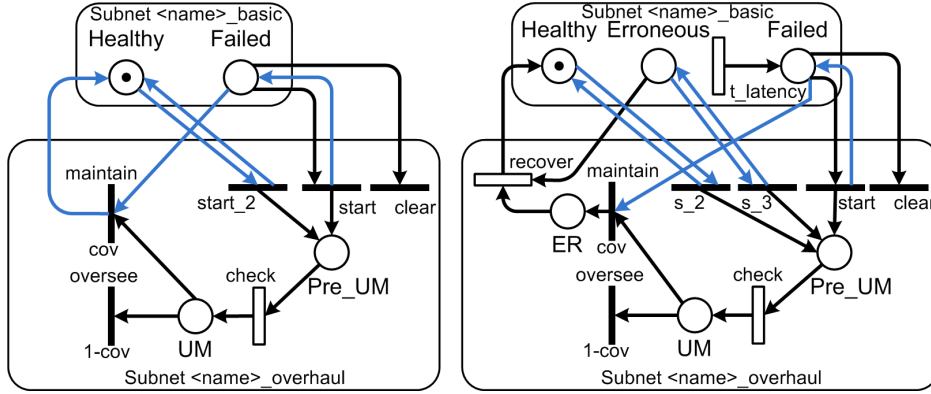 Subnet <name>_basic
Healthy Failed
maintain
start_2
start
clear
cov
oversee
check
Pre_UM
UM
1-cov
Subnet <name>_overhaul
Subnet <name>_basic
Healthy Erroneous Failed
t_latency
recover
maintain
s_2
s_3
start
clear
ER
cov
oversee
check
Pre_UM
UM
1-cov
Subnet <name>_overhaul